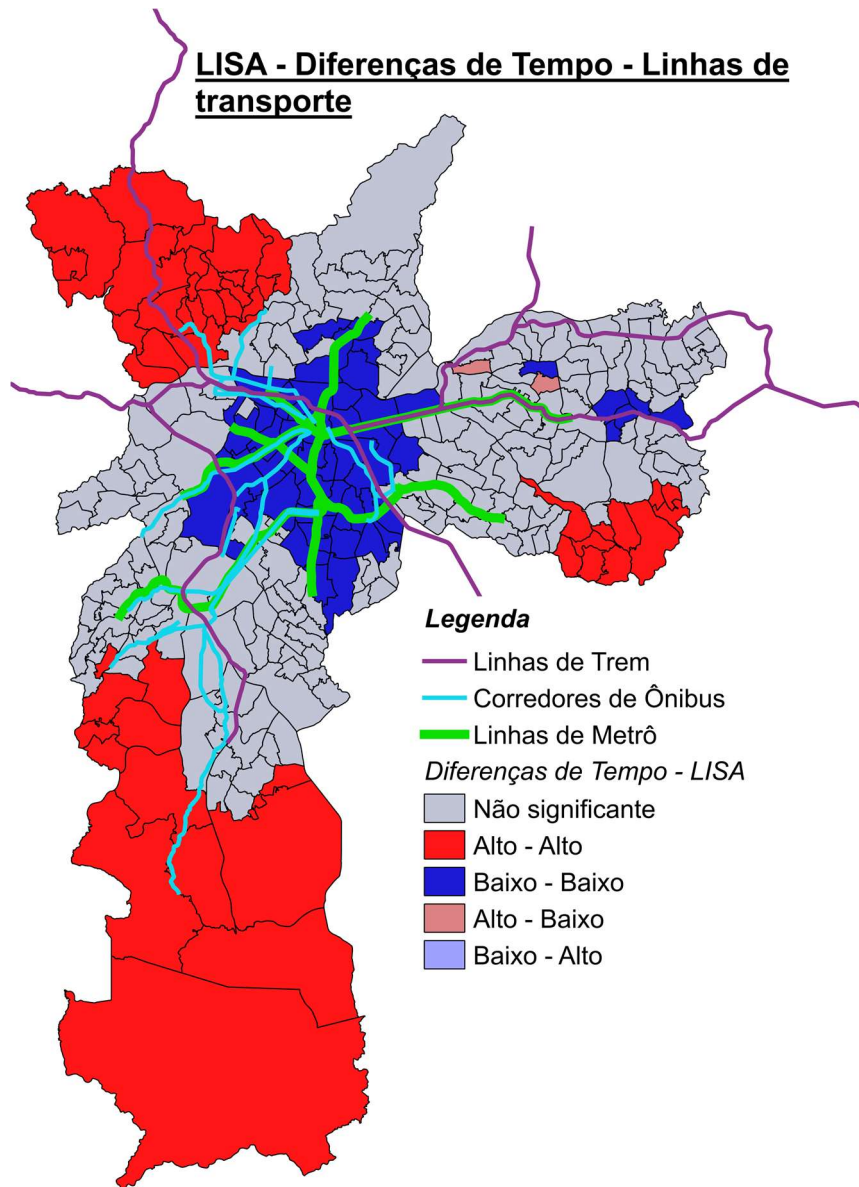 LISA - Diferenças de Tempo - Linhas de
transporte
Legenda
Linhas de Trem
Corredores de Ônibus
Linhas de Metrô
Diferenças de Tempo - LISA
Não significante
Alto - Alto
Baixo - Baixo
Alto - Baixo
Baixo - Alto